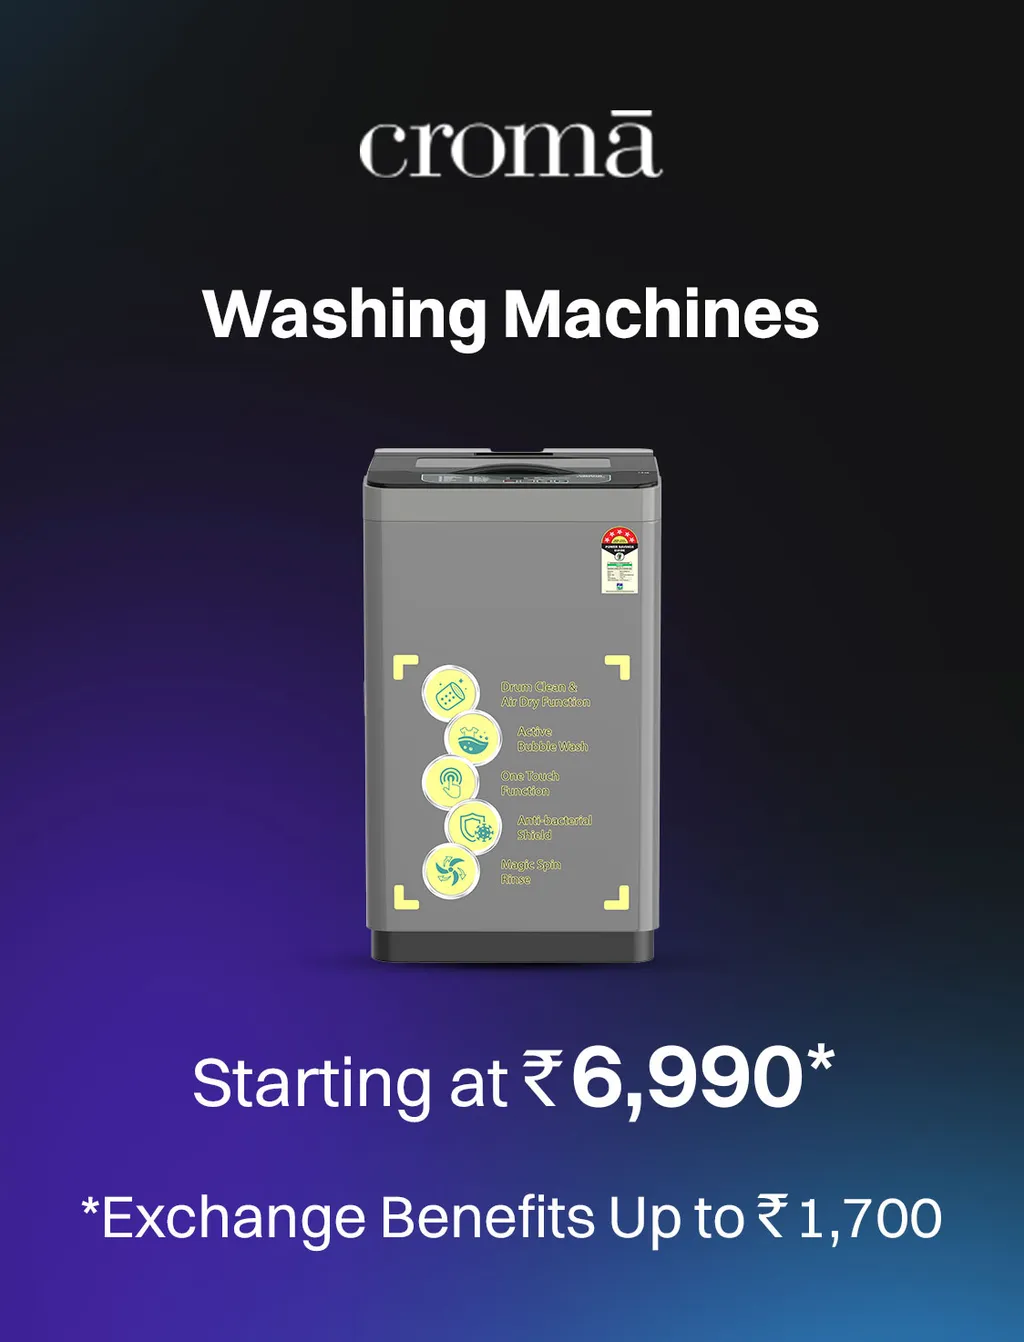 cromā
Washing Machines
Drum Clean &
Air Dry Function
Active
Bubble Wash
One Touch
Function
Anti-bacterial
Shield
Magic Spin
Rinse
Starting at ₹6,990*
*Exchange Benefits Up to ₹1,700